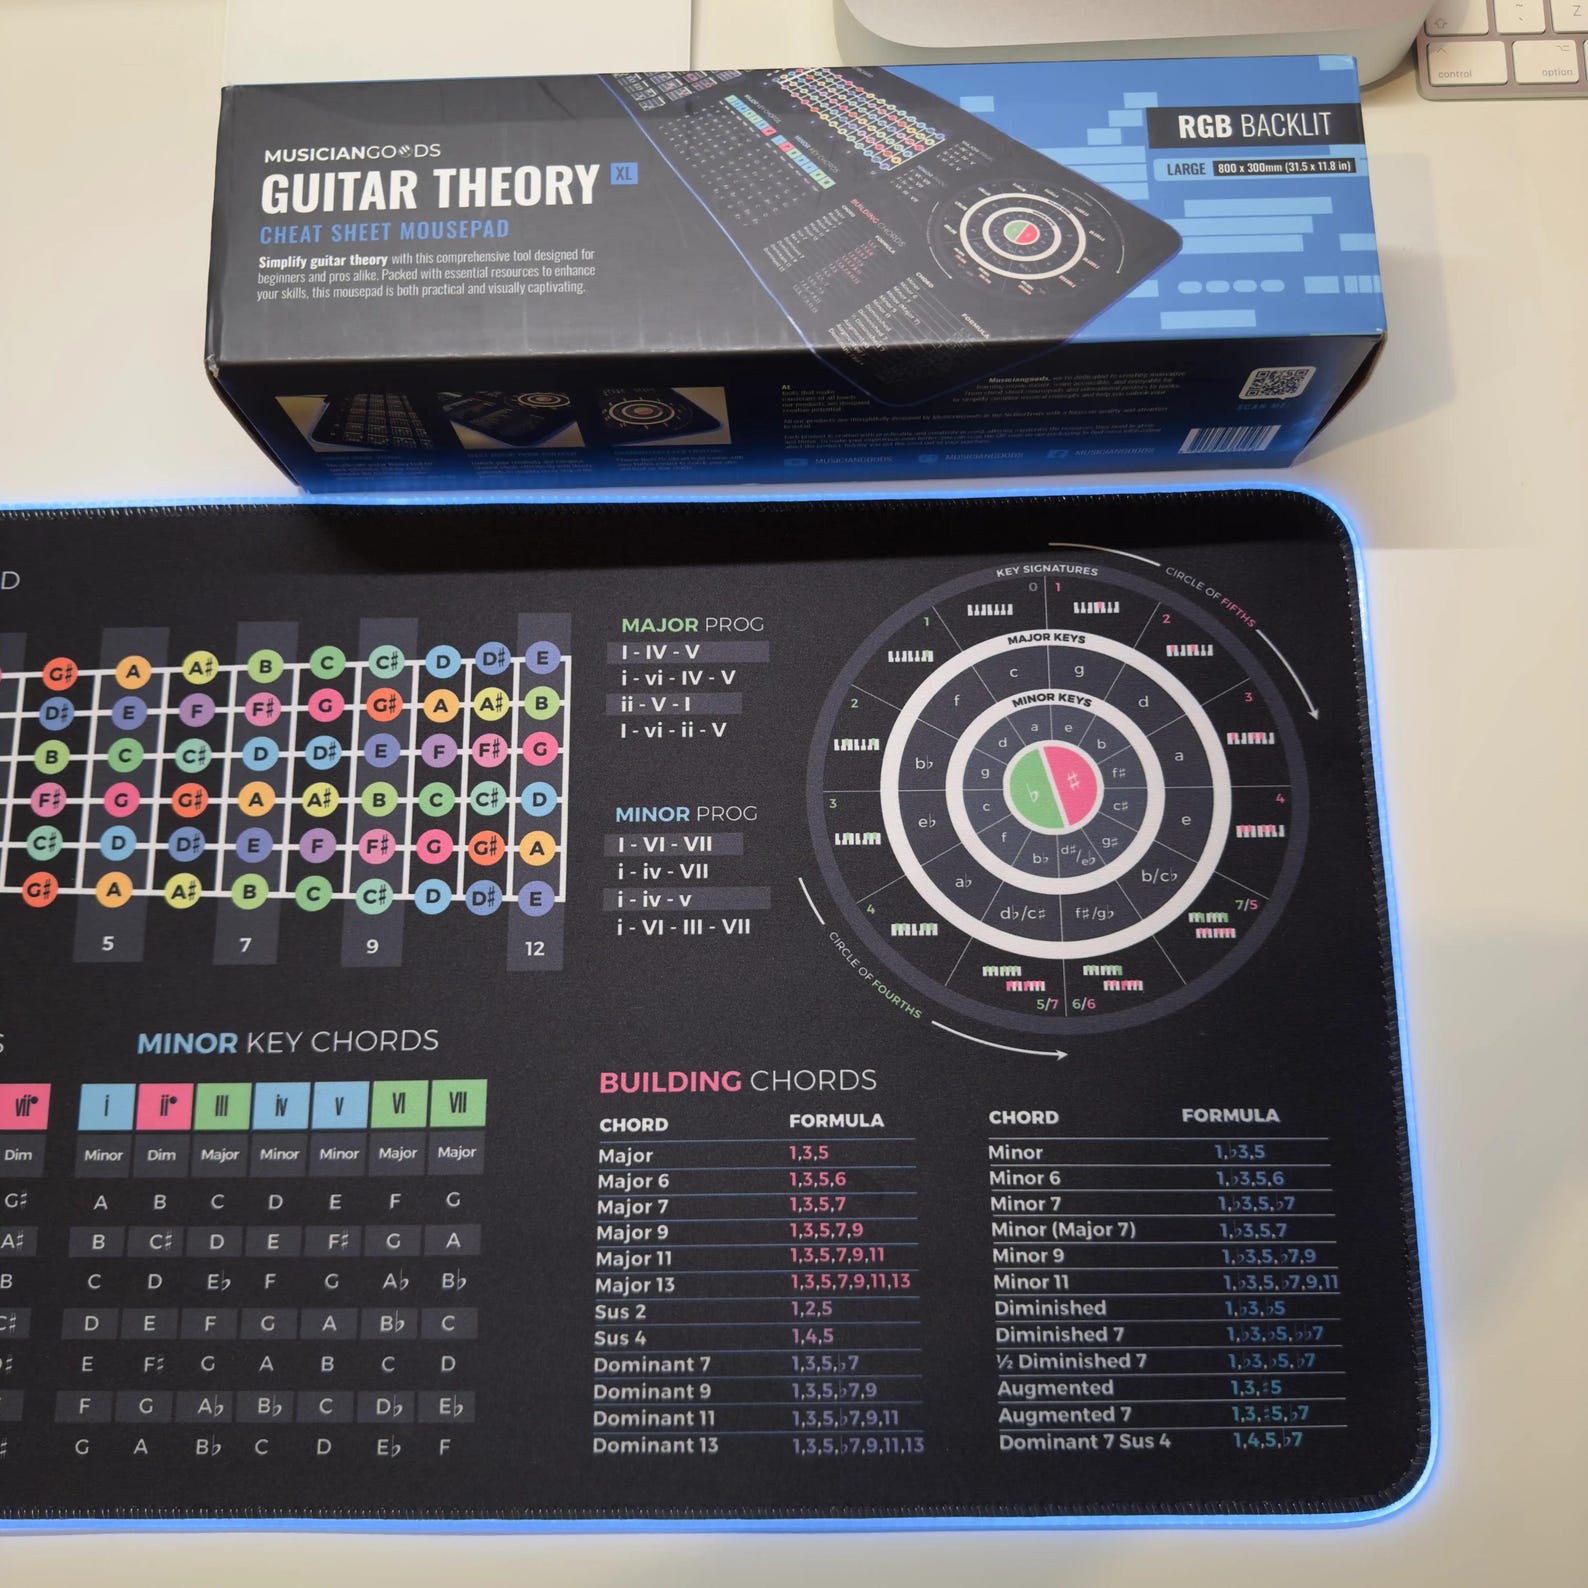 control
option
MUSICIANGOODS
GUITAR THEORY XL
CHEAT SHEET MOUSEPAD
Simplify guitar theory with this comprehensive tool designed for
beginners and pros alike. Packed with essential resources to enhance
your skills, this mousepad is both practical and visually captivating.
RGB BACKLIT
LARGE 800 x 300mm (31.5 x 11.8 in)
BUILDING CHORDS
SCAN ME!
MUSICIANGOODS MUSICIANGOODS MUSICIANGOODS
D
G♯ A A♯ B C C♯ D D♯ E
D♯ E F F♯ G G♯ A A♯ B
B C C♯ D D♯ E F F♯ G
F♯ G G♯ A A♯ B C C♯ D
C♯ D D♯ E F F♯ G G♯ A
G♯ A A♯ B C C♯ D D♯ E
5 7 9 12
MAJOR PROG
I - IV - V
i - vi - IV - V
ii - V - I
I - vi - ii - V
MINOR PROG
I - VI - VII
i - iv - VII
i - iv - v
i - VI - III - VII
KEY SIGNATURES
CIRCLE OF FIFTHS
0 1 2 3 4 7/5 6/6 5/7 4 3 2 1
MAJOR KEYS
c g d a e b/c♭ f♯/g♭ d♭/c♯ a♭ e♭ b♭ f
MINOR KEYS
a e b f♯ c♯ g♯ d♯/e♭ b♭ f c g d
♭ ♯
CIRCLE OF FOURTHS
S
MINOR KEY CHORDS
vii° i ii° III iv v VI VII
Dim Minor Dim Major Minor Minor Major Major
G♯ A B C D E F G
A♯ B C♯ D E F♯ G A
B C D E♭ F G A♭ B♭
C♯ D E F G A B♭ C
♯ E F♯ G A B C D
F G A♭ B♭ C D♭ E♭
♯ G A B♭ C D E♭ F
BUILDING CHORDS
CHORD FORMULA
Major 1,3,5
Major 6 1,3,5,6
Major 7 1,3,5,7
Major 9 1,3,5,7,9
Major 11 1,3,5,7,9,11
Major 13 1,3,5,7,9,11,13
Sus 2 1,2,5
Sus 4 1,4,5
Dominant 7 1,3,5,♭7
Dominant 9 1,3,5,♭7,9
Dominant 11 1,3,5,♭7,9,11
Dominant 13 1,3,5,♭7,9,11,13
CHORD FORMULA
Minor 1,♭3,5
Minor 6 1,♭3,5,6
Minor 7 1,♭3,5,♭7
Minor (Major 7) 1,♭3,5,7
Minor 9 1,♭3,5,♭7,9
Minor 11 1,♭3,5,♭7,9,11
Diminished 1,♭3,♭5
Diminished 7 1,♭3,♭5,♭♭7
½ Diminished 7 1,♭3,♭5,♭7
Augmented 1,3,♯5
Augmented 7 1,3,♯5,♭7
Dominant 7 Sus 4 1,4,5,♭7